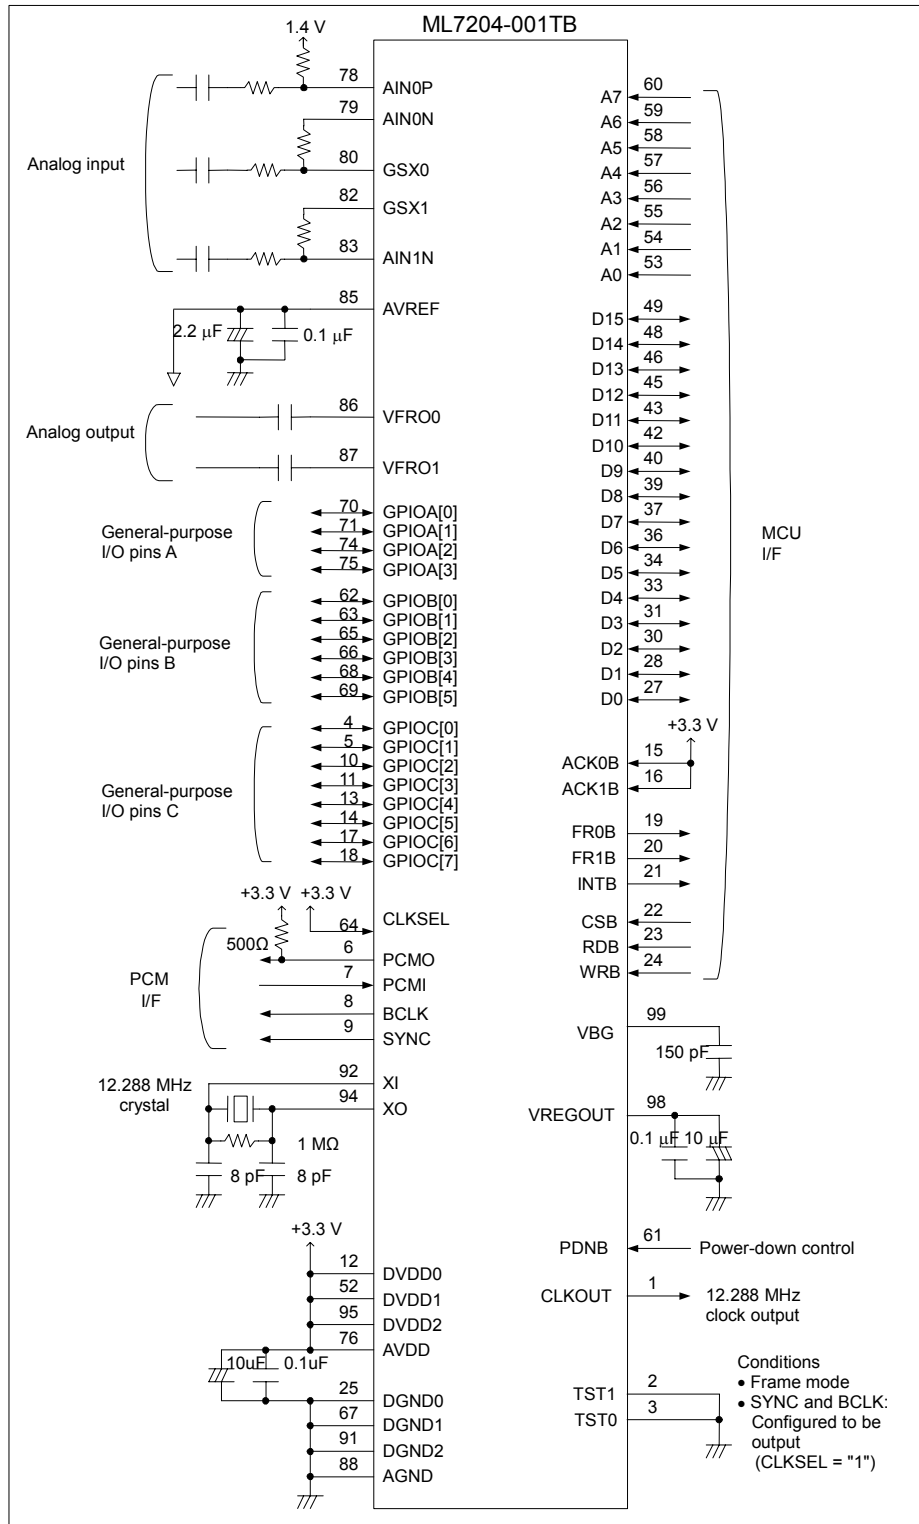 ML7204-001TB
1.4 V
Analog input
78 AIN0P
79 AIN0N
80 GSX0
82 GSX1
83 AIN1N
85 AVREF
2.2 μF
0.1 μF
Analog output
86 VFRO0
87 VFRO1
General-purpose
I/O pins A
70 GPIOA[0]
71 GPIOA[1]
74 GPIOA[2]
75 GPIOA[3]
General-purpose
I/O pins B
62 GPIOB[0]
63 GPIOB[1]
65 GPIOB[2]
66 GPIOB[3]
68 GPIOB[4]
69 GPIOB[5]
General-purpose
I/O pins C
4 GPIOC[0]
5 GPIOC[1]
10 GPIOC[2]
11 GPIOC[3]
13 GPIOC[4]
14 GPIOC[5]
17 GPIOC[6]
18 GPIOC[7]
+3.3 V +3.3 V
64 CLKSEL
500Ω
PCM
I/F
6 PCMO
7 PCMI
8 BCLK
9 SYNC
12.288 MHz
crystal
92 XI
94 XO
1 MΩ
8 pF
8 pF
+3.3 V
12 DVDD0
52 DVDD1
95 DVDD2
76 AVDD
10uF
0.1uF
25 DGND0
67 DGND1
91 DGND2
88 AGND
A7 60
A6 59
A5 58
A4 57
A3 56
A2 55
A1 54
A0 53
D15 49
D14 48
D13 46
D12 45
D11 43
D10 42
D9 40
D8 39
D7 37
D6 36
D5 34
D4 33
D3 31
D2 30
D1 28
D0 27
MCU
I/F
+3.3 V
ACK0B 15
ACK1B 16
FR0B 19
FR1B 20
INTB 21
CSB 22
RDB 23
WRB 24
VBG 99
150 pF
VREGOUT 98
0.1 μF 10 μF
PDNB 61 Power-down control
CLKOUT 1 12.288 MHz
clock output
TST1 2
TST0 3
Conditions
• Frame mode
• SYNC and BCLK:
Configured to be
output
(CLKSEL = "1")